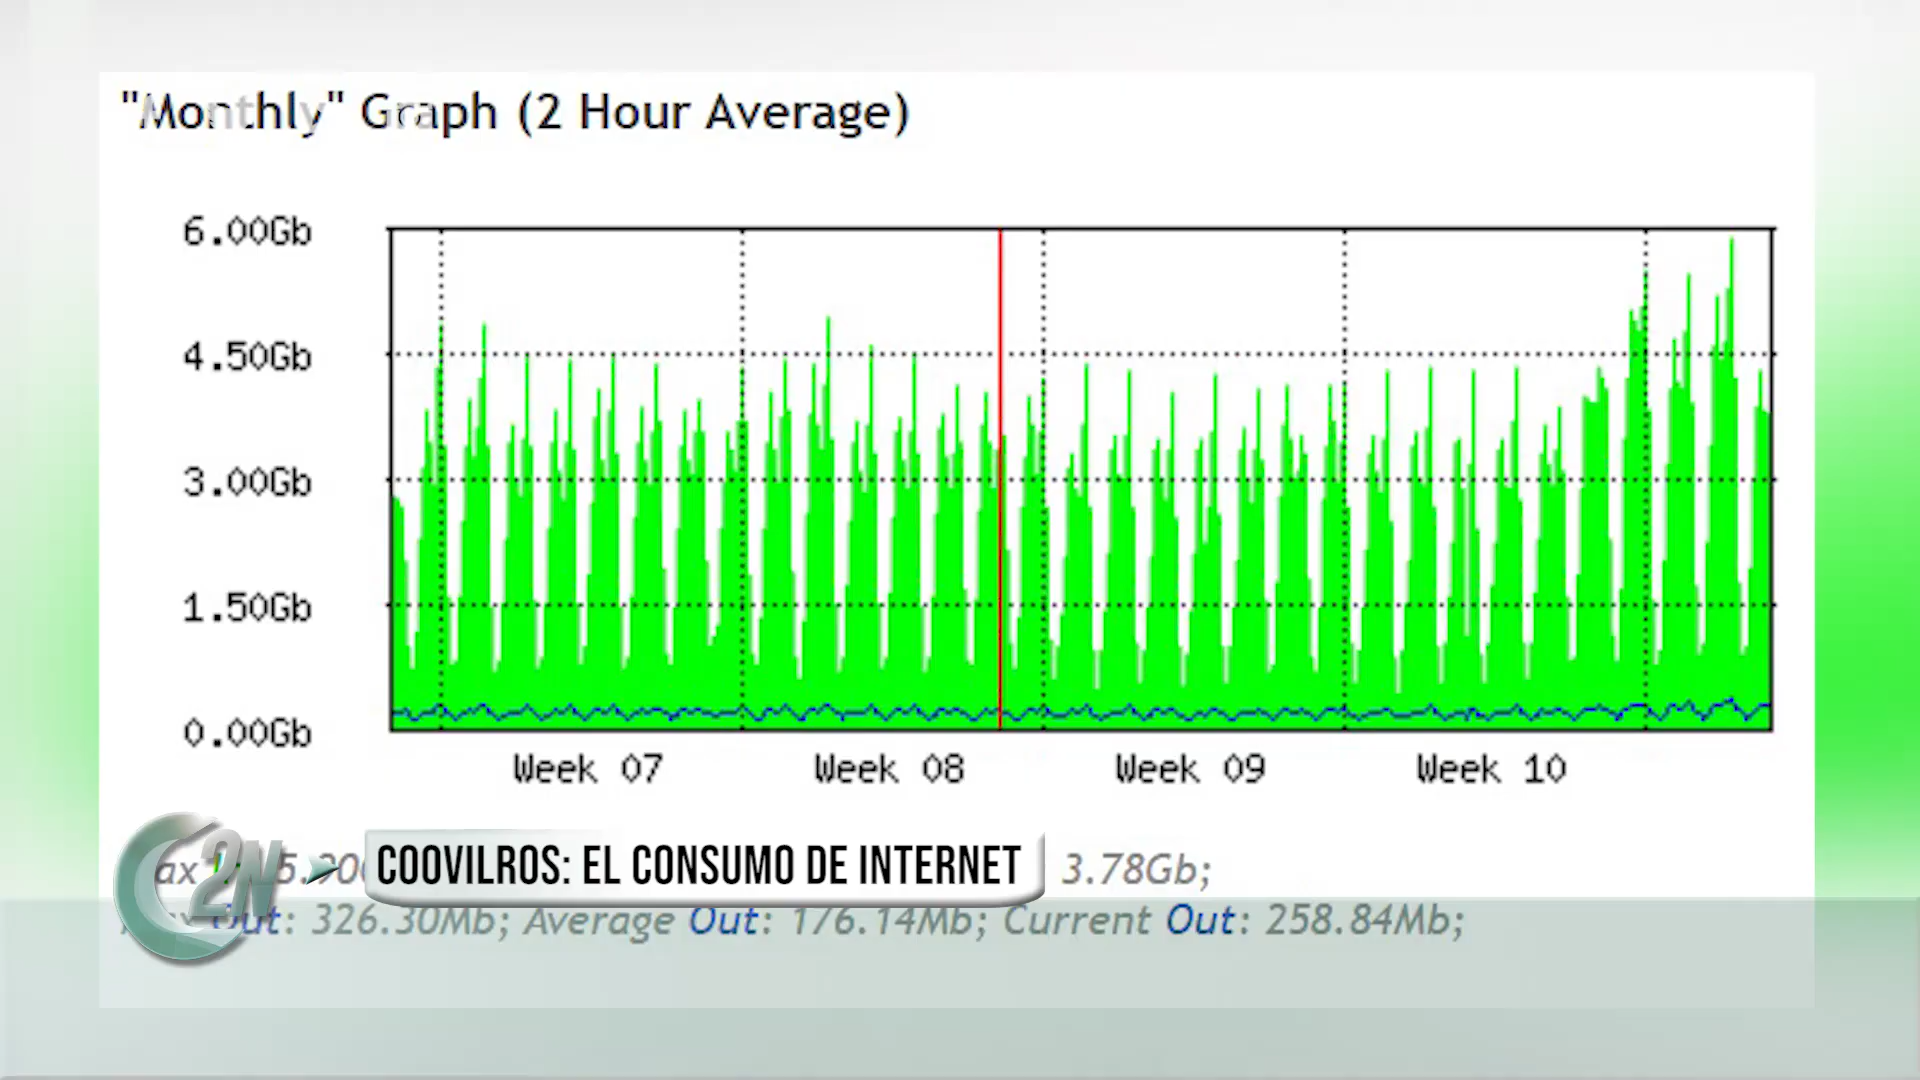 "Monthly" Graph (2 Hour Average)
6.00Gb
4.50Gb
3.00Gb
1.50Gb
0.00Gb
Week 07 Week 08 Week 09 Week 10
3.78Gb;
Out: 326.30Mb; Average Out: 176.14Mb; Current Out: 258.84Mb;
C2N
COOVILROS: EL CONSUMO DE INTERNET